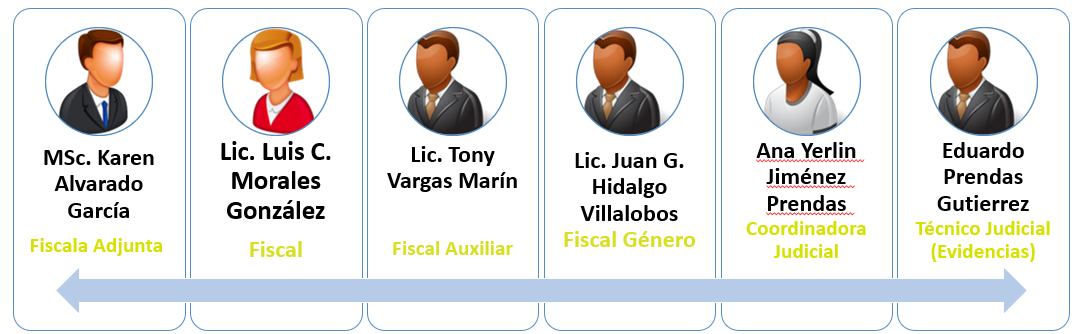 MSc. Karen
Alvarado
García
Fiscala Adjunta
Lic. Luis C.
Morales
González
Fiscal
Lic. Tony
Vargas Marín
Fiscal Auxiliar
Lic. Juan G.
Hidalgo
Villalobos
Fiscal Género
Ana Yerlin
Jiménez
Prendas
Coordinadora
Judicial
Eduardo
Prendas
Gutierrez
Técnico Judicial
(Evidencias)